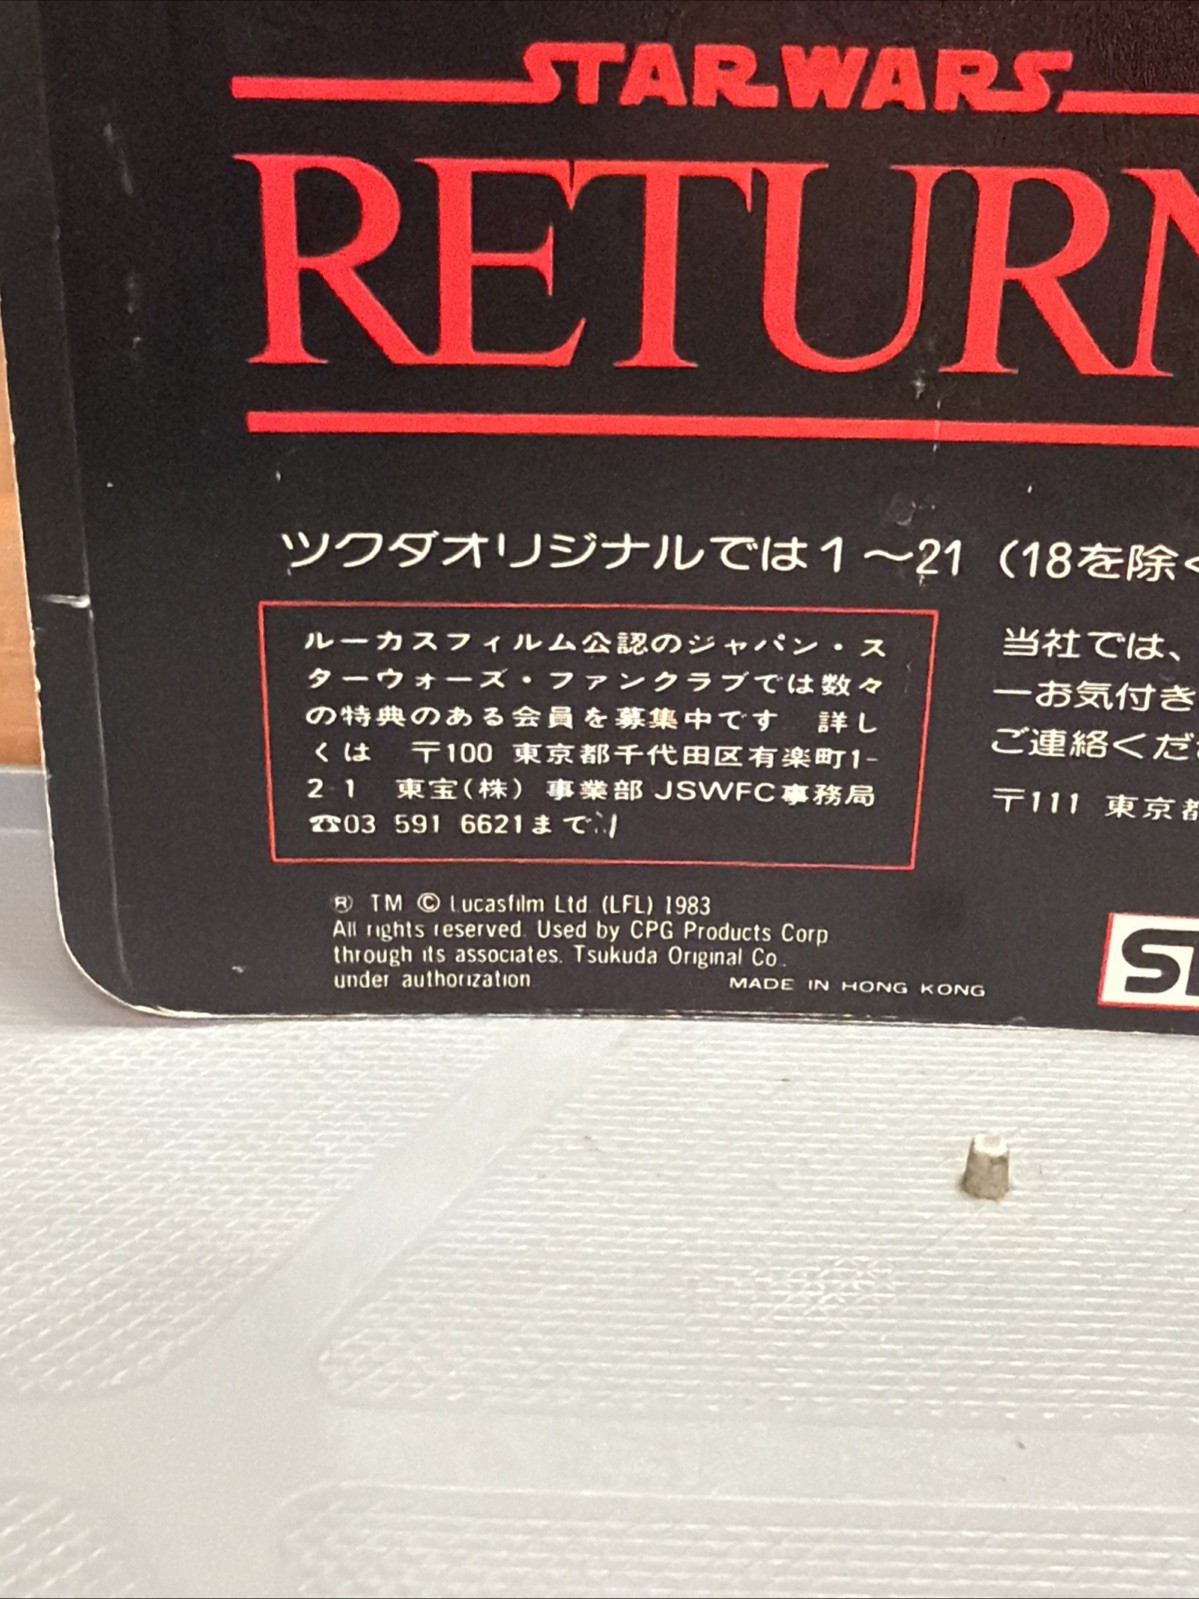 STAR WARS
RETURN
ツクダオリジナルでは1～21（18を除く
ルーカスフィルム公認のジャパン・ス
ターウォーズ・ファンクラブでは数々
の特典のある会員を募集中です 詳し
くは 〒100 東京都千代田区有楽町1-
2-1 東宝(株) 事業部 JSWFC事務局
☎03 591 6621まで
当社では、
一お気付き
ご連絡くだ
〒111 東京都
® TM © Lucasfilm Ltd. (LFL) 1983
All rights reserved. Used by CPG Products Corp
through its associates. Tsukuda Original Co.
under authorization
MADE IN HONG KONG